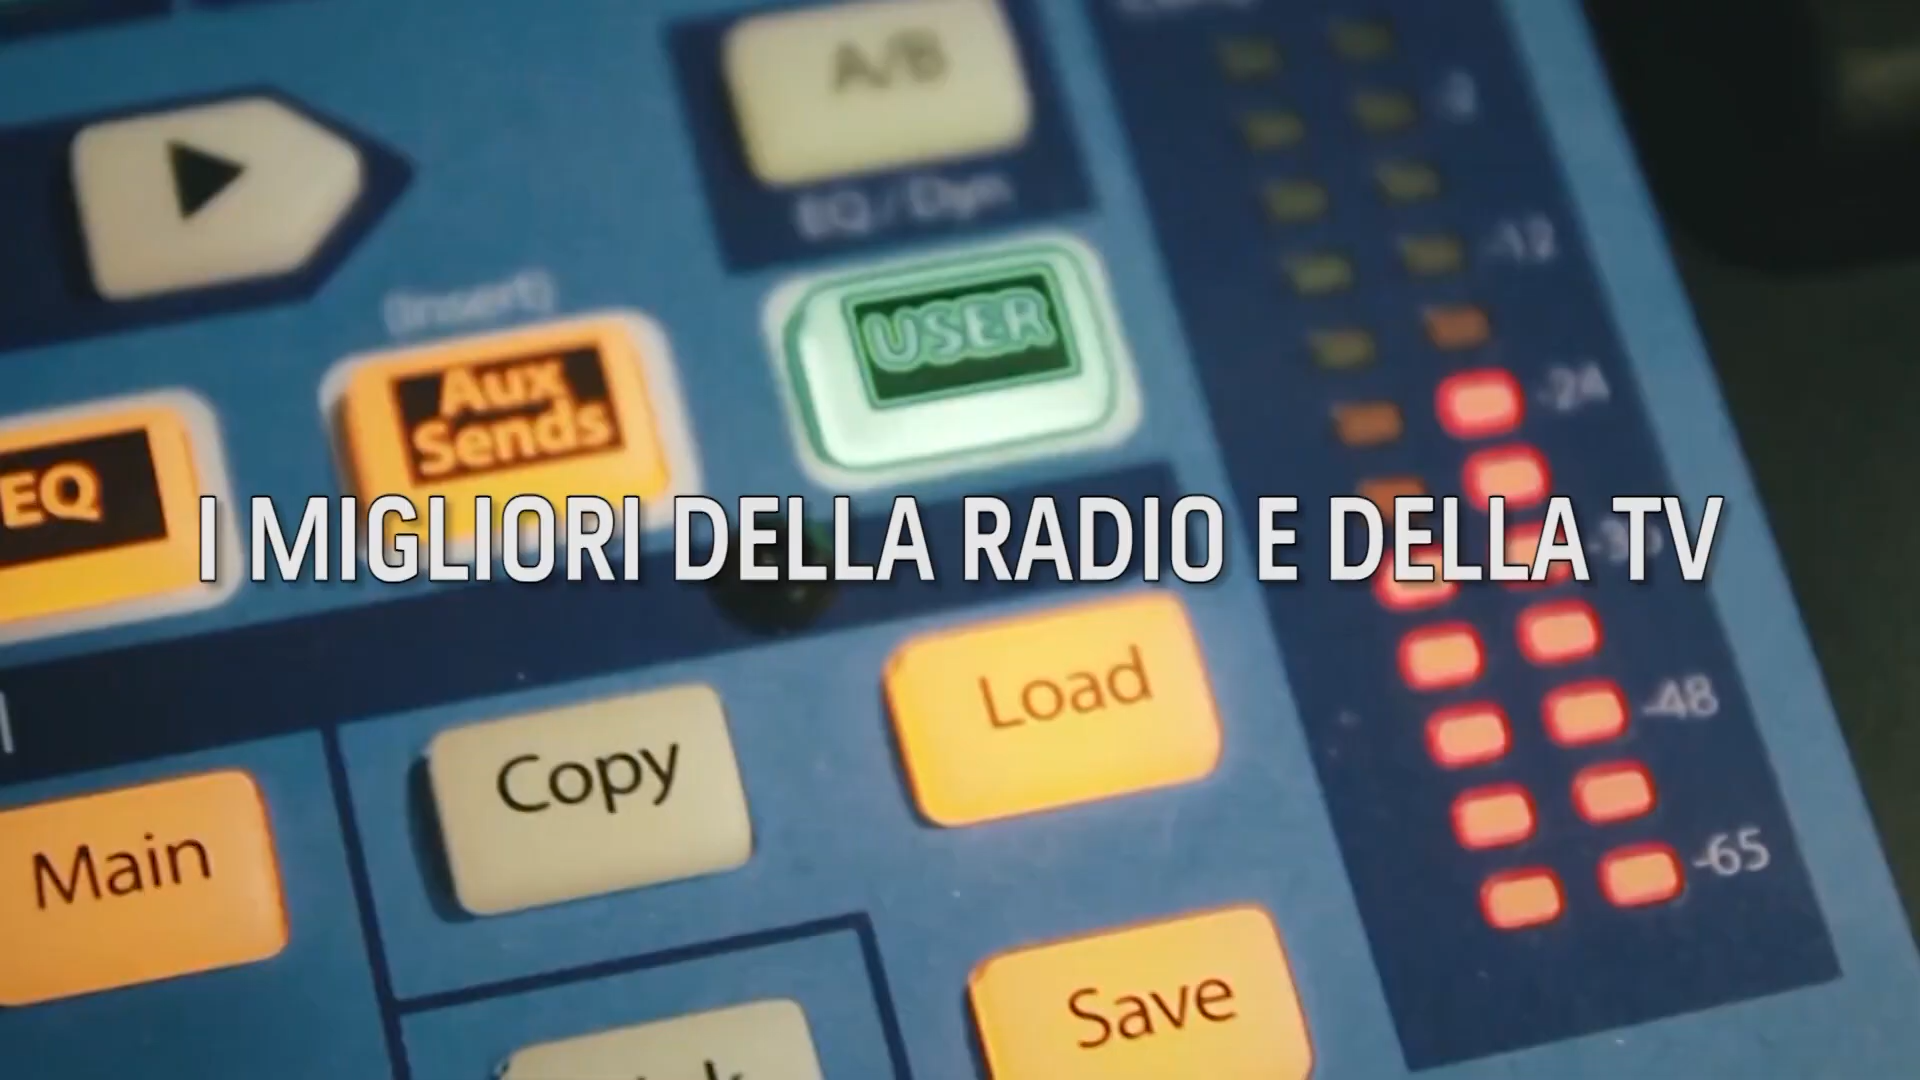 A/B
-12
EQ / Dyn
(Insert)
USER
Aux
Sends
-24
EQ
I MIGLIORI DELLA RADIO E DELLA TV
Load
-48
Copy
Main
-65
Save